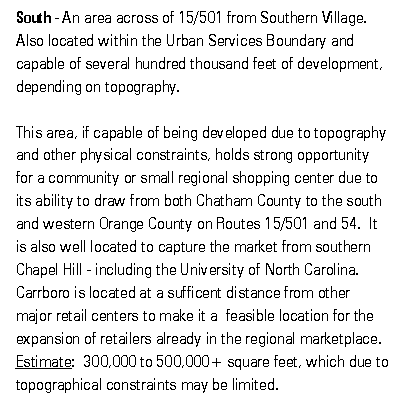 South - An area across of 15/501 from Southern Village.
Also located within the Urban Services Boundary and
capable of several hundred thousand feet of development,
depending on topography.
This area, if capable of being developed due to topography
and other physical constraints, holds strong opportunity
for a community or small regional shopping center due to
its ability to draw from both Chatham County to the south
and western Orange County on Routes 15/501 and 54.  It
is also well located to capture the market from southern
Chapel Hill - including the University of North Carolina.
Carrboro is located at a sufficent distance from other
major retail centers to make it a  feasible location for the
expansion of retailers already in the regional marketplace.
Estimate:  300,000 to 500,000+ square feet, which due to
topographical constraints may be limited.